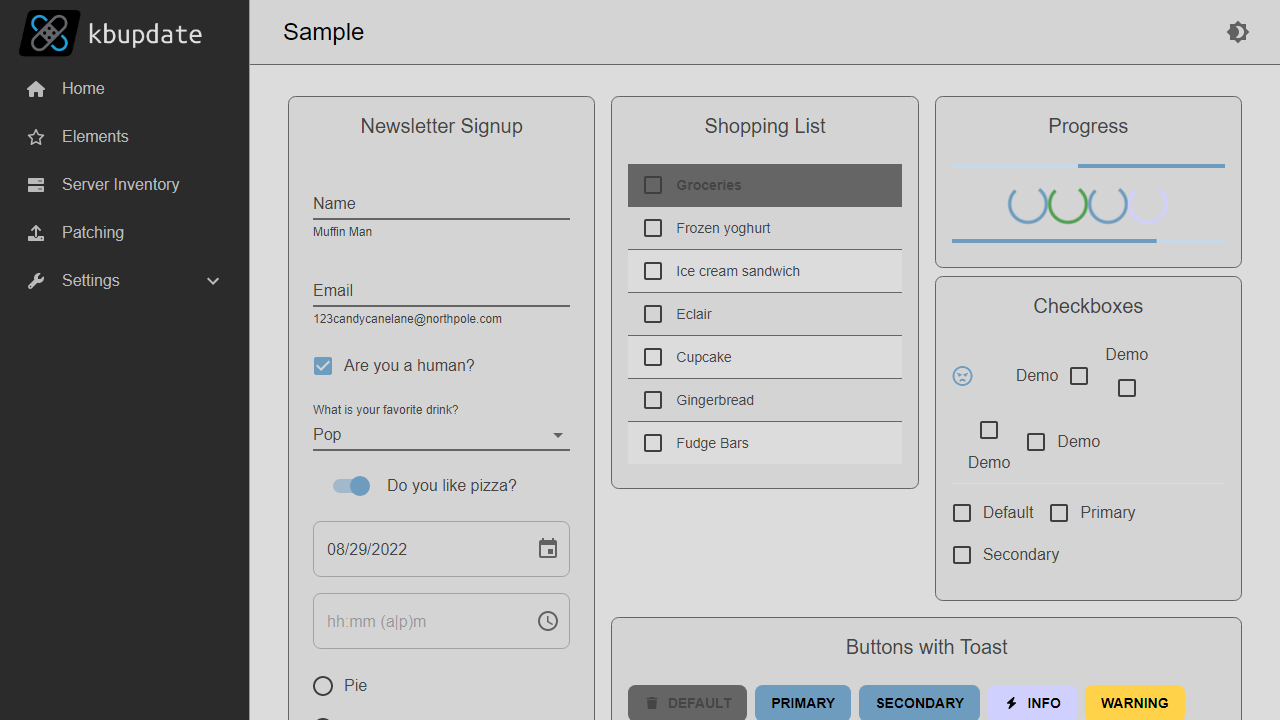 kbupdate
Home
Elements
Server Inventory
Patching
Settings
Sample
Newsletter Signup
Name
Muffin Man
Email
123candycanelane@northpole.com
Are you a human?
What is your favorite drink?
Pop
Do you like pizza?
08/29/2022
hh:mm (a|p)m
Pie
Shopping List
Groceries
Frozen yoghurt
Ice cream sandwich
Eclair
Cupcake
Gingerbread
Fudge Bars
Progress
Checkboxes
Demo
Demo
Demo
Demo
Default Primary
Secondary
Buttons with Toast
DEFAULT PRIMARY SECONDARY INFO WARNING